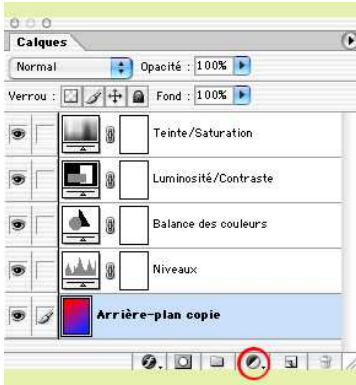 Calques
Normal Opacité : 100%
Verrou : Fond : 100%
Teinte/Saturation
Luminosité/Contraste
Balance des couleurs
Niveaux
Arrière-plan copie